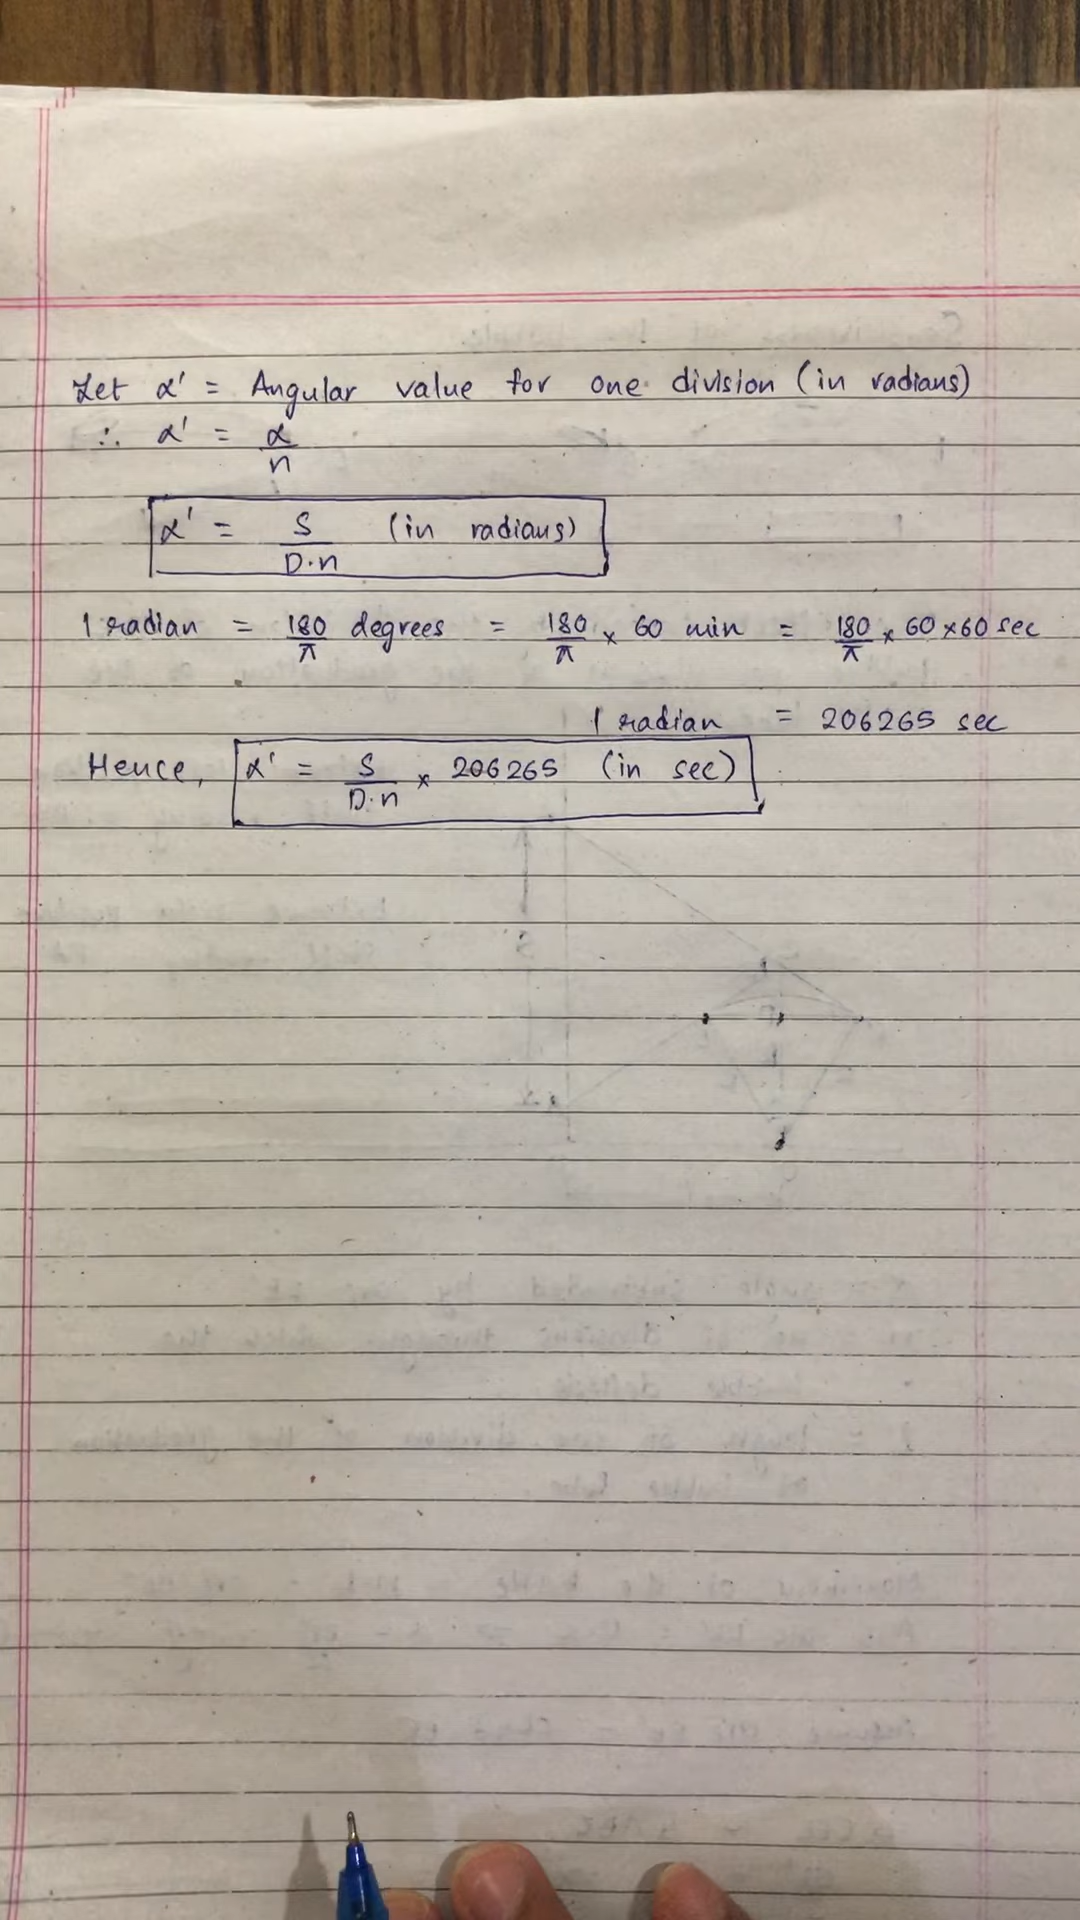 Let α' = Angular value for one division (in radians)
∴ α' = α/n
α' = S/D·n (in radians)
1 radian = 180/π degrees = 180/π × 60 min = 180/π × 60 × 60 sec
1 radian = 206265 sec
Hence, α' = S/D·n × 206265 (in sec)